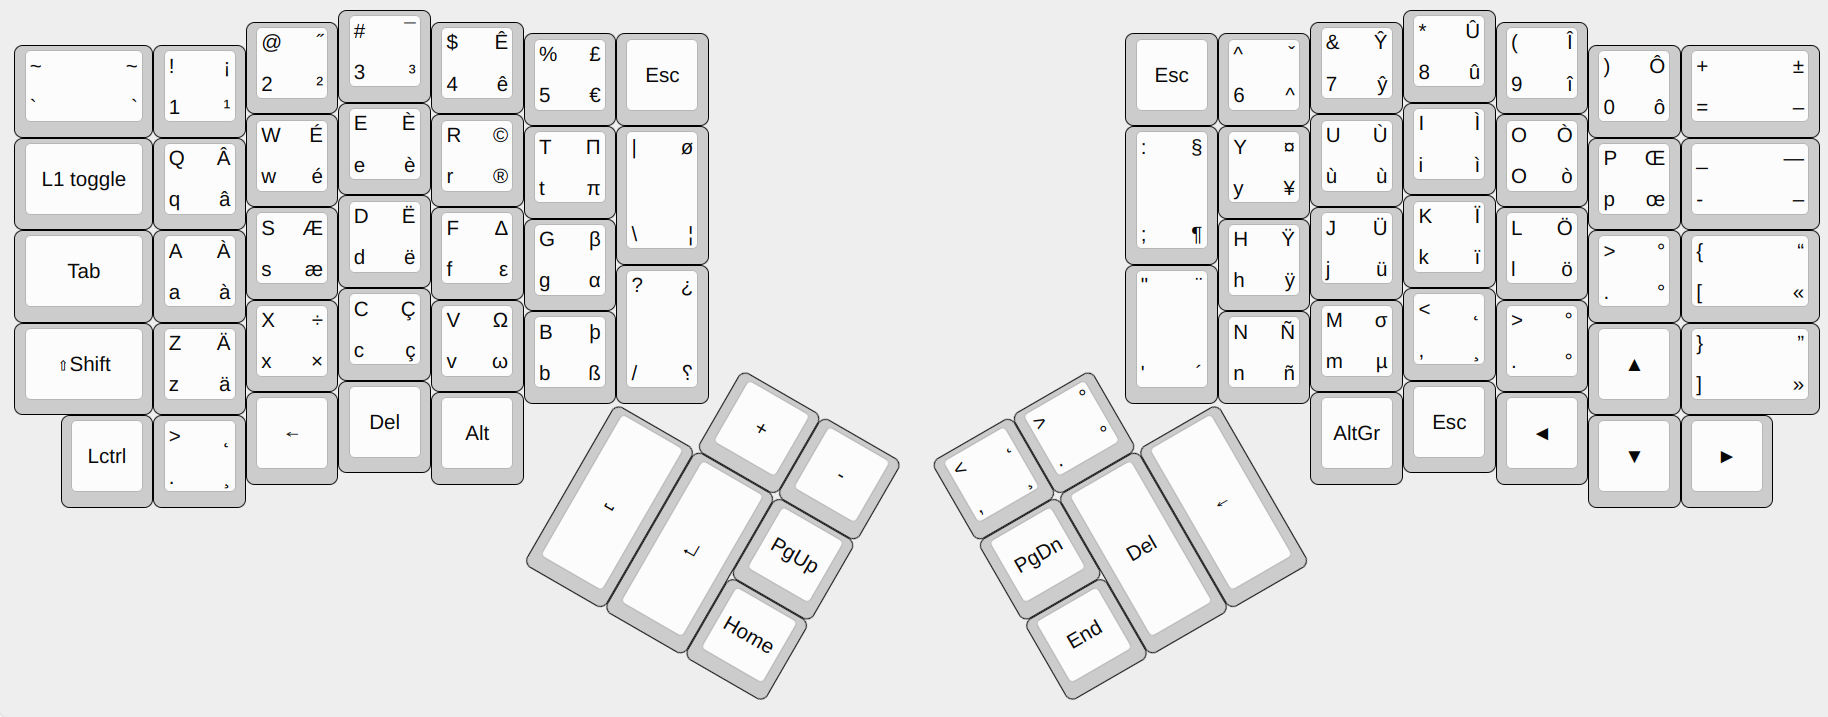 ~ ~
` `
! ¡
1 ¹
@ ˝
2 ²
# ¯
3 ³
$ Ê
4 ê
% £
5 €
Esc
L1 toggle
Q Â
q â
W É
w é
E È
e è
R ©
r ®
T Π
t π
| ø
\ ¦
Tab
A À
a à
S Æ
s æ
D Ë
d ë
F Δ
f ε
G β
g α
⇧Shift
Z Ä
z ä
X ÷
x ×
C Ç
c ç
V Ω
v ω
B þ
b ß
? ¿
/ ⸮
Lctrl
> ˛
. ¸
←
Del
Alt
+
-
⎵
⏎
PgUp
Home
Esc
^ ˇ
6 ^
& Ŷ
7 ŷ
* Û
8 û
( Î
9 î
) Ô
0 ô
+ ±
= –
: §
; ¶
Y ¤
y ¥
U Ù
ù ù
I Ì
i ì
O Ò
O ò
P Œ
p œ
_ —
- –
" ¨
' ´
H Ÿ
h ÿ
J Ü
j ü
K Ï
k ï
L Ö
l ö
> °
. °
{ “
[ «
N Ñ
n ñ
M σ
m µ
< ˛
, ¸
> °
. °
▲
} ”
] »
AltGr
Esc
◄
▼
►
< ˛
, ¸
> °
. °
PgDn
Del
←
End